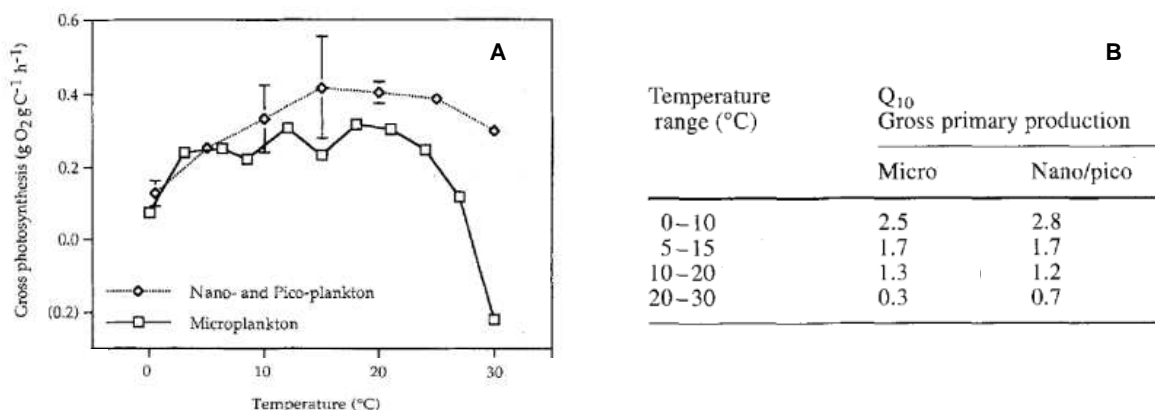 A
0.6
0.4
0.2
0.0
(0.2)
Gross photosynthesis (g O₂ g C⁻¹ h⁻¹)
Nano- and Pico-plankton
Microplankton
0 10 20 30
Temperature (°C)
B
Temperature Q₁₀
range (°C) Gross primary production
Micro Nano/pico
0–10 2.5 2.8
5–15 1.7 1.7
10–20 1.3 1.2
20–30 0.3 0.7